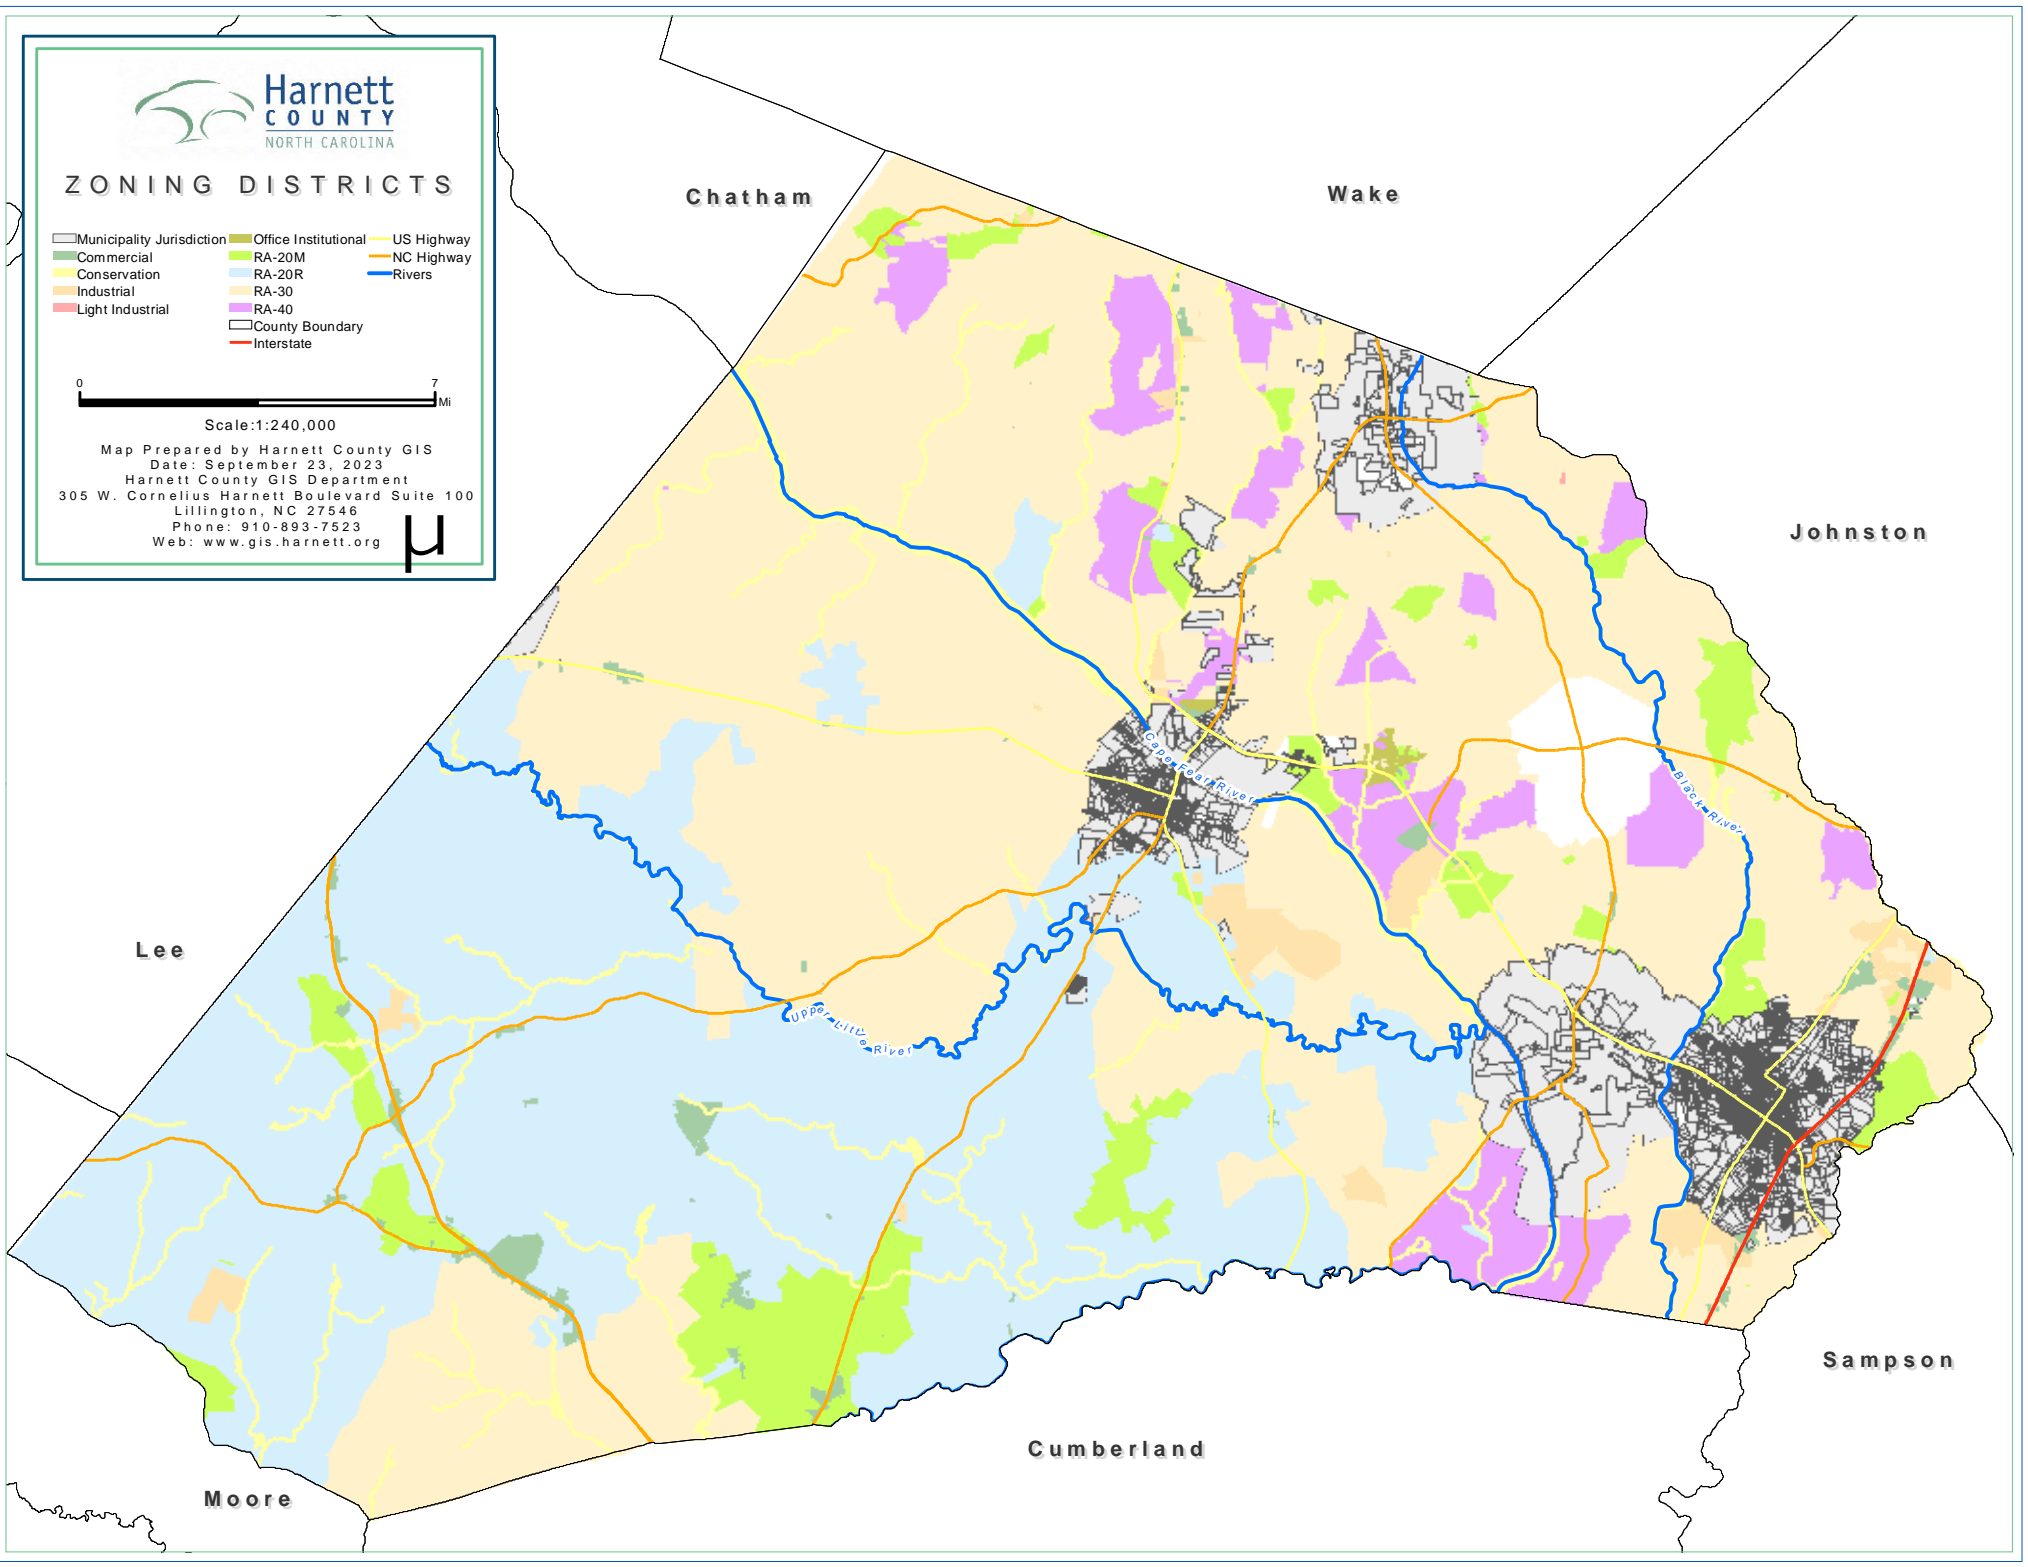 Harnett
COUNTY
NORTH CAROLINA
ZONING DISTRICTS
Municipality Jurisdiction
Commercial
Conservation
Industrial
Light Industrial
Office Institutional
RA-20M
RA-20R
RA-30
RA-40
County Boundary
Interstate
US Highway
NC Highway
Rivers
0 7
Mi
Scale:1:240,000
Map Prepared by Harnett County GIS
Date: September 23, 2023
Harnett County GIS Department
305 W. Cornelius Harnett Boulevard Suite 100
Lillington, NC 27546
Phone: 910-893-7523
Web: www.gis.harnett.org
µ
Chatham
Wake
Johnston
Lee
Cape Fear River
Black River
Upper Little River
Sampson
Cumberland
Moore